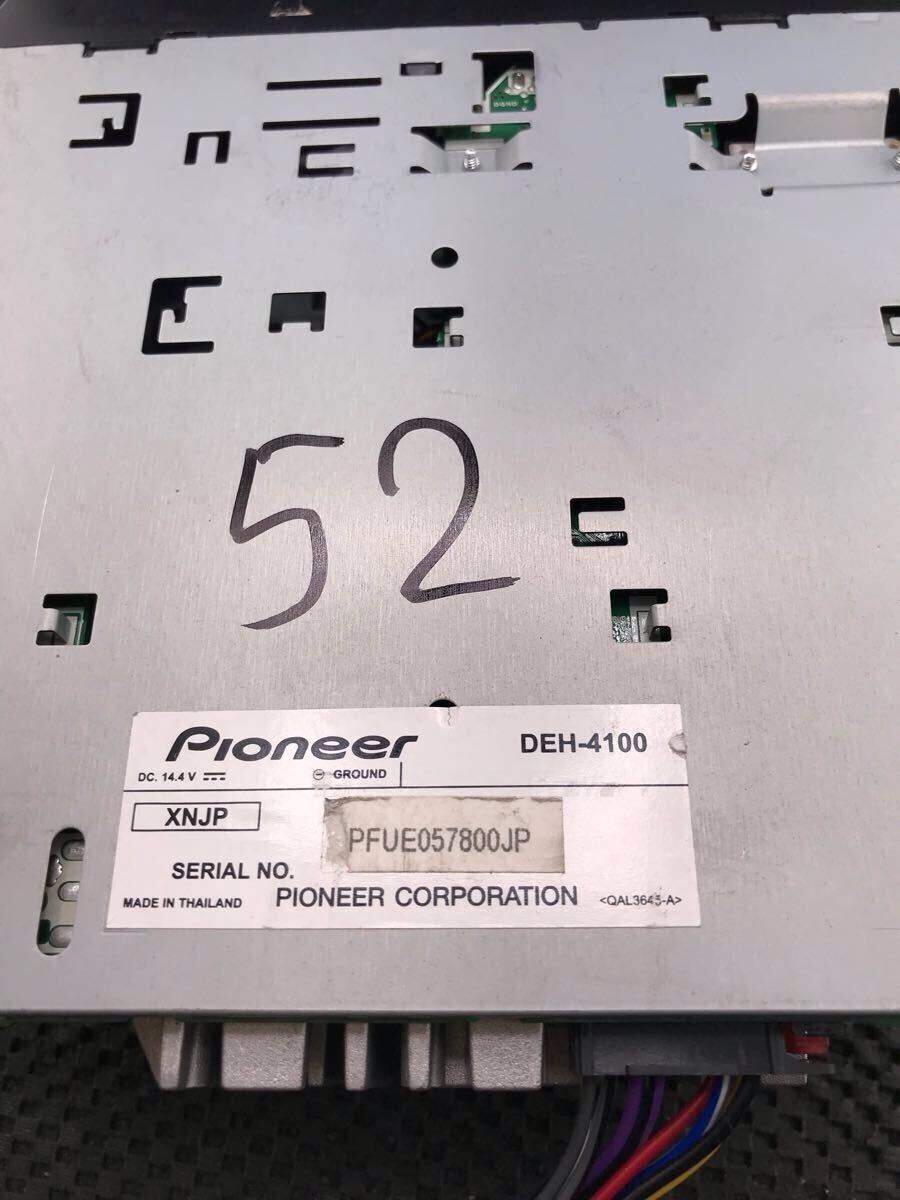 52
Pioneer DEH-4100
DC. 14.4 V ⎓ ⊖ GROUND
XNJP
PFUE057800JP
SERIAL NO.
MADE IN THAILAND PIONEER CORPORATION <QAL3645-A>